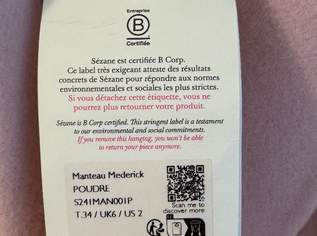 Entreprise
B
Certifiée
Sézane est certifiée B Corp.
Ce label très exigeant atteste des résultats
concrets de Sézane pour répondre aux normes
environnementales et sociales les plus strictes.
Si vous détachez cette étiquette, vous ne
pourrez plus retourner votre produit.
Sézane is B Corp certified. This stringent label is a testament
to our environmental and social commitments.
If you remove this hangtag, you won't be able
to return your piece anymore.
Manteau Mederick
POUDRE
S241MAN001P
T.34 / UK6 / US 2
Scan me to
discover more